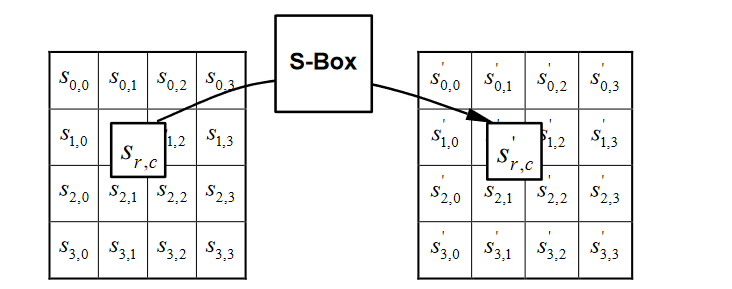 S-Box
s0,0 s0,1 s0,2 s0,3 s'0,0 s'0,1 s'0,2 s'0,3
s1,0 sr,c 1,2 s1,3 s'1,0 s'r,c s'1,2 s'1,3
s2,0 s2,1 s2,2 s2,3 s'2,0 s'2,1 s'2,2 s'2,3
s3,0 s3,1 s3,2 s3,3 s'3,0 s'3,1 s'3,2 s'3,3